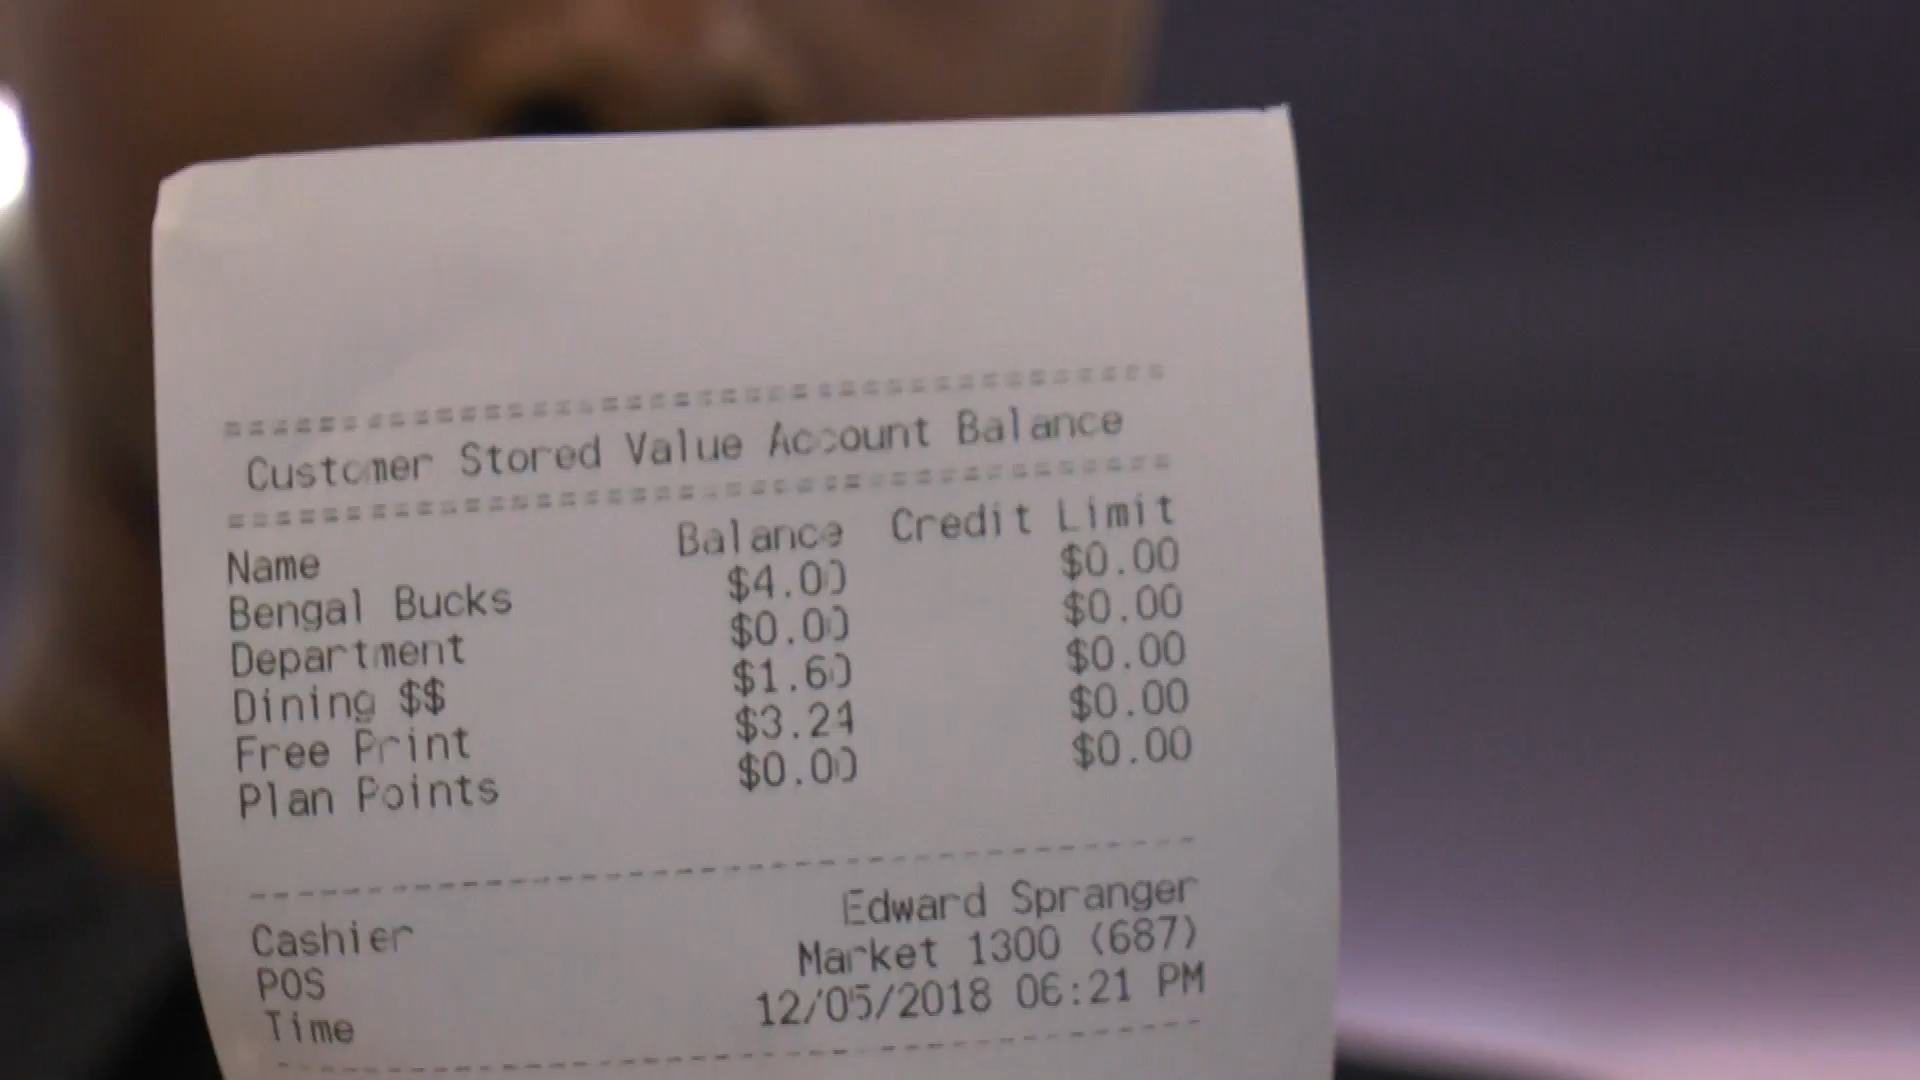 ====================================
Customer Stored Value Account Balance
====================================
Name Balance Credit Limit
Bengal Bucks $4.00 $0.00
Department $0.00 $0.00
Dining $$ $1.60 $0.00
Free Print $3.24 $0.00
Plan Points $0.00 $0.00
----------------------------------------
Cashier Edward Spranger
POS Market 1300 (687)
Time 12/05/2018 06:21 PM
----------------------------------------